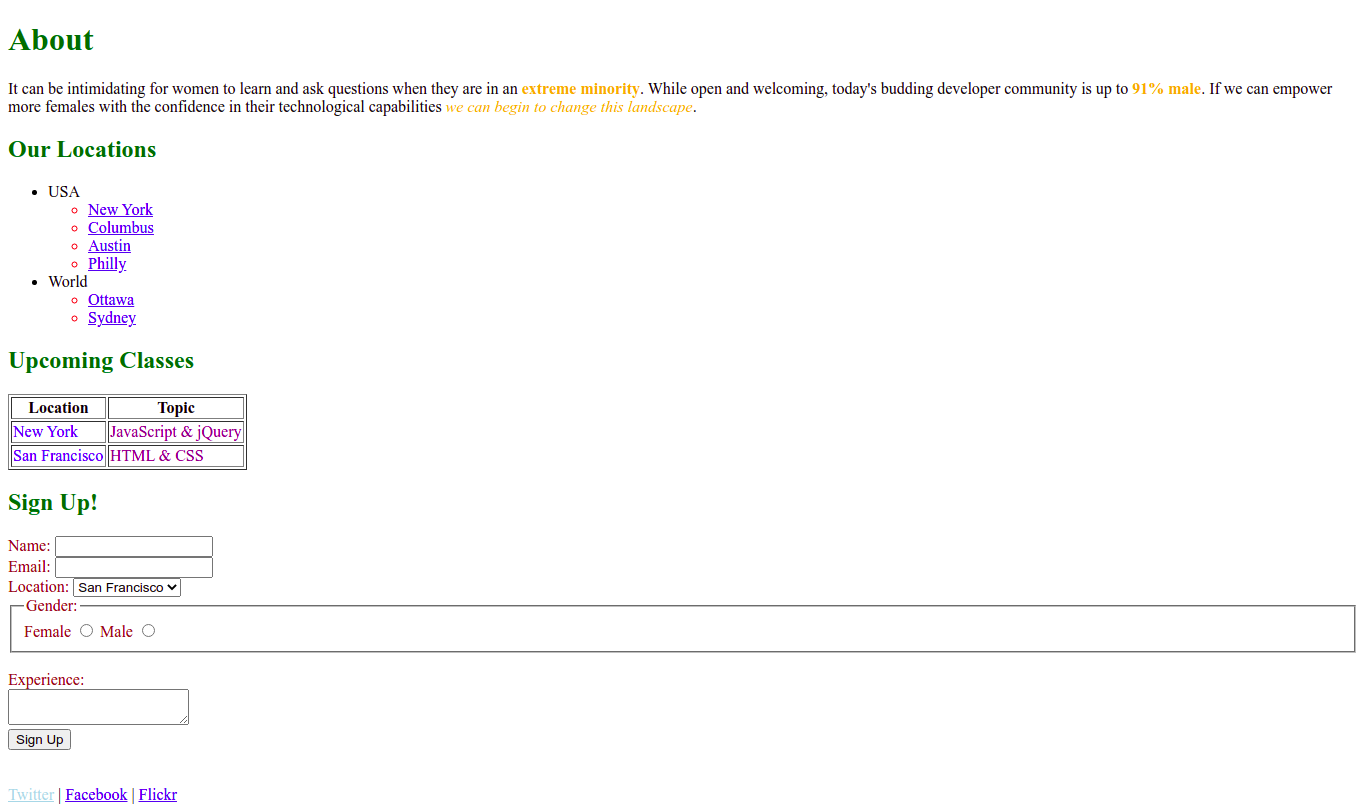 About
It can be intimidating for women to learn and ask questions when they are in an extreme minority. While open and welcoming, today's budding developer community is up to 91% male. If we can empower
more females with the confidence in their technological capabilities we can begin to change this landscape.
Our Locations
USA
New York
Columbus
Austin
Philly
World
Ottawa
Sydney
Upcoming Classes
Location Topic
New York JavaScript & jQuery
San Francisco HTML & CSS
Sign Up!
Name:
Email:
Location: San Francisco
Gender:
Female Male
Experience:
Sign Up
Twitter | Facebook | Flickr